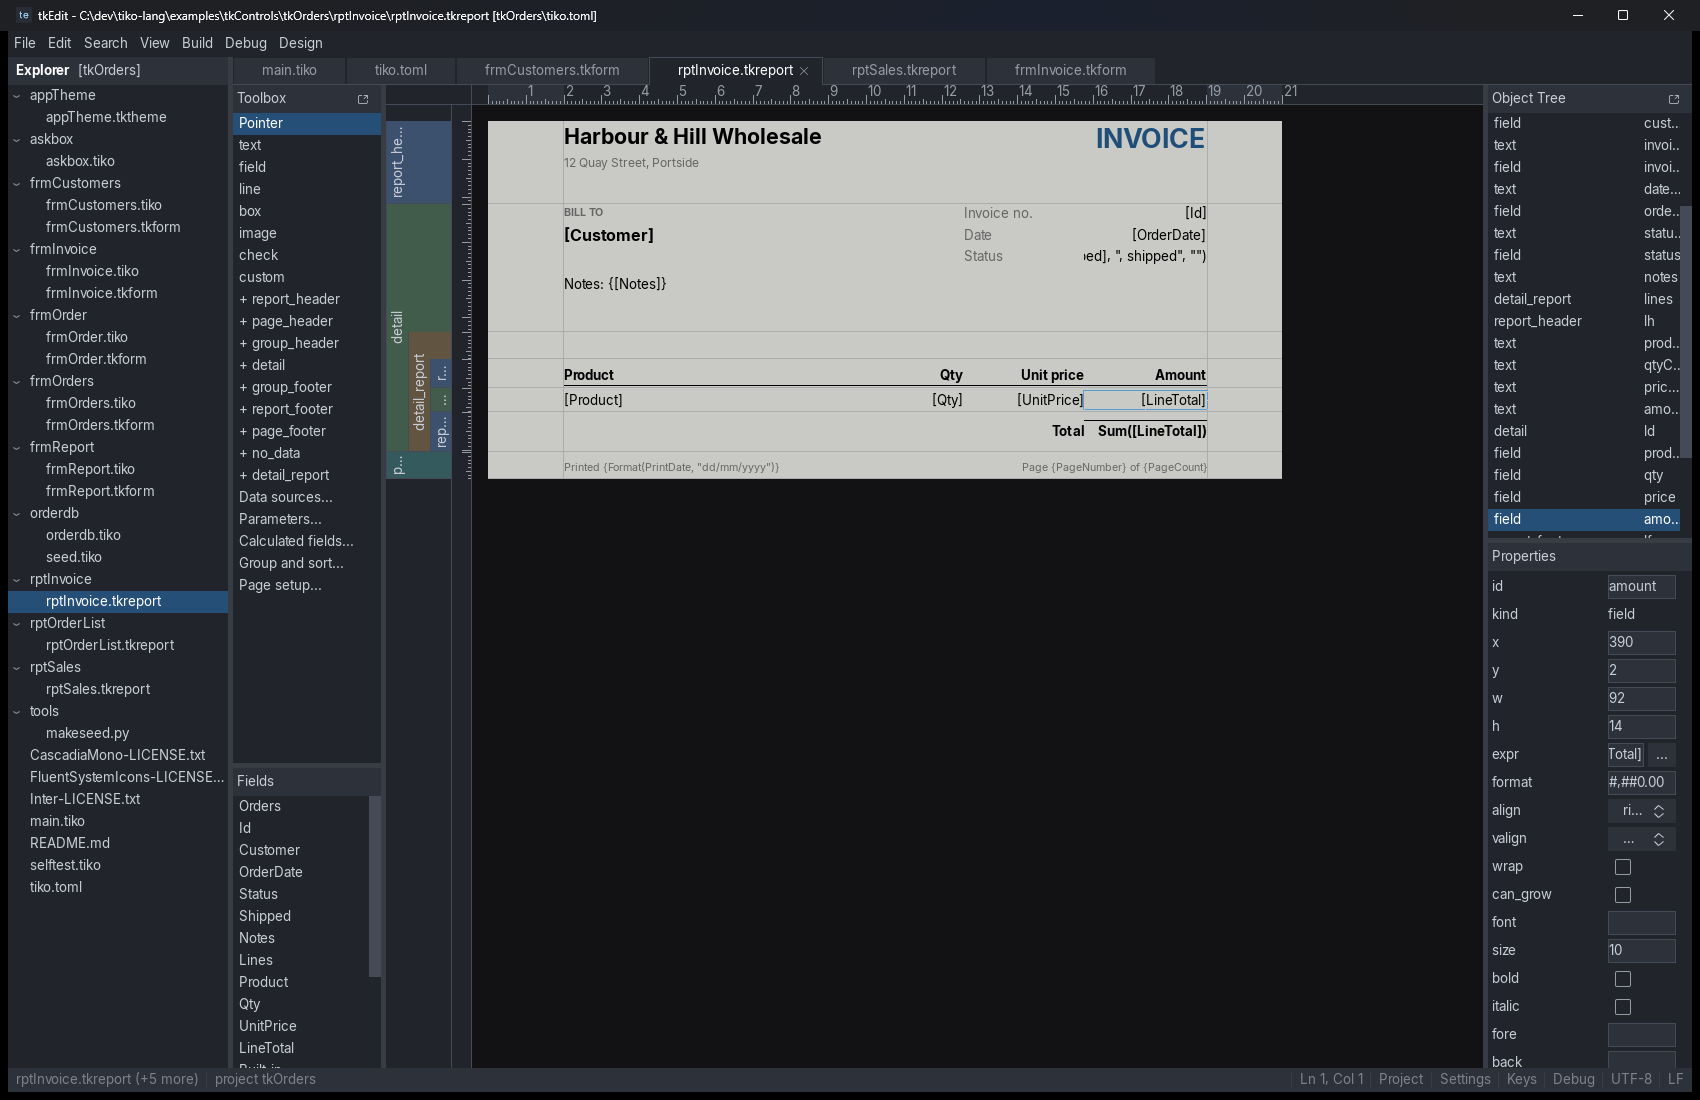 tkEdit - C:\dev\tiko-lang\examples\tkControls\tkOrders\rptInvoice\rptInvoice.tkreport [tkOrders\tiko.toml]
File Edit Search View Build Debug Design
Explorer [tkOrders]
appTheme
appTheme.tktheme
askbox
askbox.tiko
frmCustomers
frmCustomers.tiko
frmCustomers.tkform
frmInvoice
frmInvoice.tiko
frmInvoice.tkform
frmOrder
frmOrder.tiko
frmOrder.tkform
frmOrders
frmOrders.tiko
frmOrders.tkform
frmReport
frmReport.tiko
frmReport.tkform
orderdb
orderdb.tiko
seed.tiko
rptInvoice
rptInvoice.tkreport
rptOrderList
rptOrderList.tkreport
rptSales
rptSales.tkreport
tools
makeseed.py
CascadiaMono-LICENSE.txt
FluentSystemIcons-LICENSE...
Inter-LICENSE.txt
main.tiko
README.md
selftest.tiko
tiko.toml
main.tiko tiko.toml frmCustomers.tkform rptInvoice.tkreport rptSales.tkreport frmInvoice.tkform
Toolbox
Pointer
text
field
line
box
image
check
custom
+ report_header
+ page_header
+ group_header
+ detail
+ group_footer
+ report_footer
+ page_footer
+ no_data
+ detail_report
Data sources...
Parameters...
Calculated fields...
Group and sort...
Page setup...
Fields
Orders
Id
Customer
OrderDate
Status
Shipped
Notes
Lines
Product
Qty
UnitPrice
LineTotal
1 2 3 4 5 6 7 8 9 10 11 12 13 14 15 16 17 18 19 20 21
report_he...
detail
detail_report
r...
...
rep...
p...
Harbour & Hill Wholesale INVOICE
12 Quay Street, Portside
BILL TO Invoice no. [Id]
[Customer] Date [OrderDate]
Status ped], ", shipped", "")
Notes: {[Notes]}
Product Qty Unit price Amount
[Product] [Qty] [UnitPrice] [LineTotal]
Total Sum([LineTotal])
Printed {Format(PrintDate, "dd/mm/yyyy")} Page {PageNumber} of {PageCount}
Object Tree
field cust...
text invoi...
field invoi...
text date...
field orde...
text statu...
field status
text notes
detail_report lines
report_header lh
text prod...
text qtyC...
text pric...
text amo...
detail ld
field prod...
field qty
field price
field amo...
Properties
id amount
kind field
x 390
y 2
w 92
h 14
expr Total] ...
format #,##0.00
align ri...
valign ...
wrap
can_grow
font
size 10
bold
italic
fore
back
rptInvoice.tkreport (+5 more) project tkOrders Ln 1, Col 1 Project Settings Keys Debug UTF-8 LF